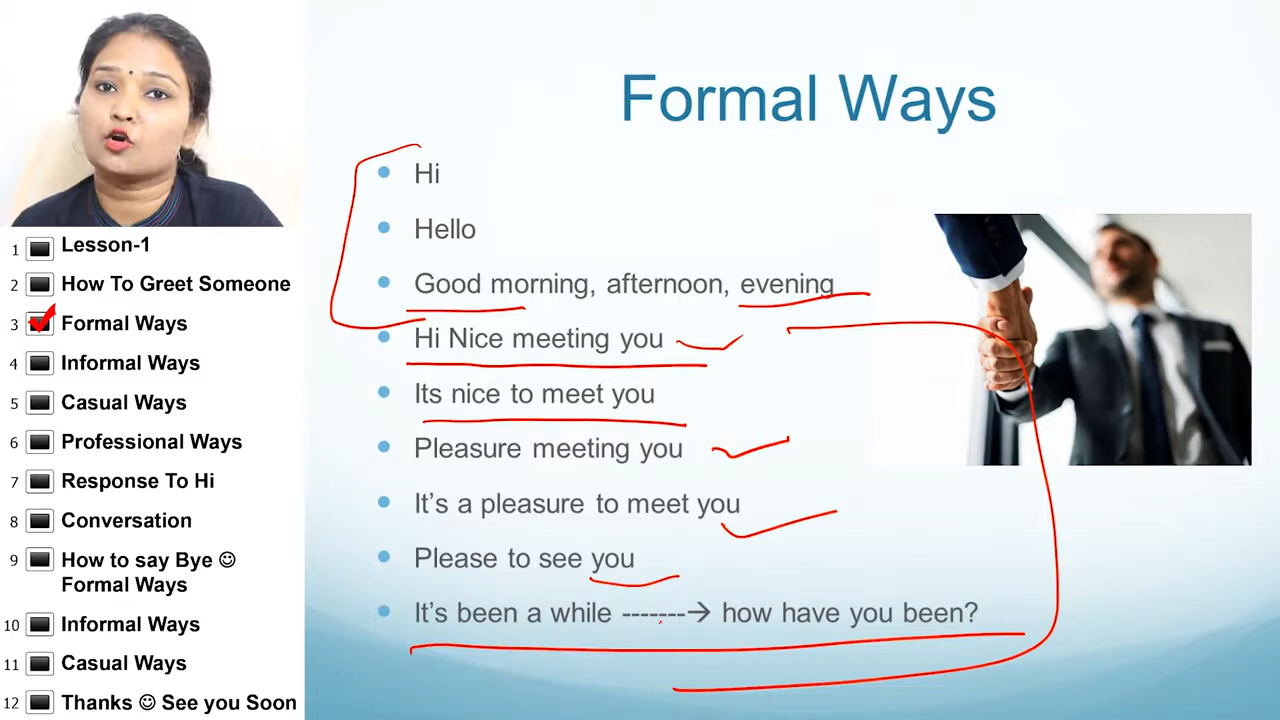 Formal Ways
Hi
Hello
Good morning, afternoon, evening
Hi Nice meeting you
Its nice to meet you
Pleasure meeting you
It's a pleasure to meet you
Please to see you
It's been a while -------→ how have you been?
1 Lesson-1
2 How To Greet Someone
3 Formal Ways
4 Informal Ways
5 Casual Ways
6 Professional Ways
7 Response To Hi
8 Conversation
9 How to say Bye ☺
Formal Ways
10 Informal Ways
11 Casual Ways
12 Thanks ☺ See you Soon